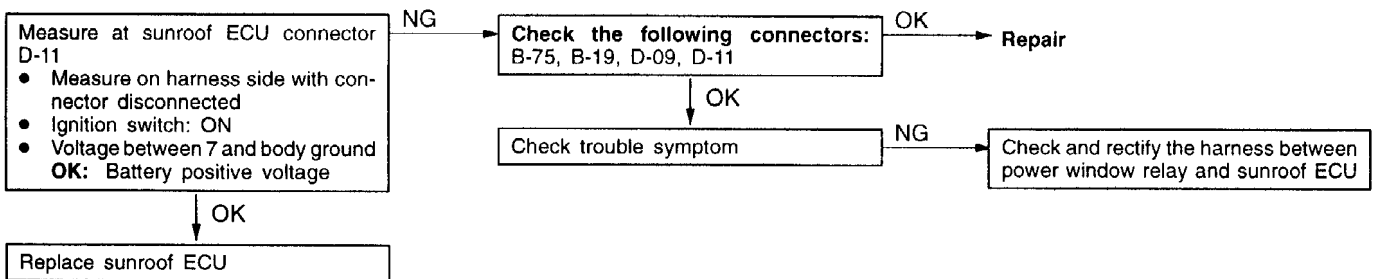 Measure at sunroof ECU connector
D-11
● Measure on harness side with con-
nector disconnected
● Ignition switch: ON
● Voltage between 7 and body ground
OK: Battery positive voltage
NG
Check the following connectors:
B-75, B-19, D-09, D-11
OK
Repair
OK
Check trouble symptom
NG
Check and rectify the harness between
power window relay and sunroof ECU
OK
Replace sunroof ECU